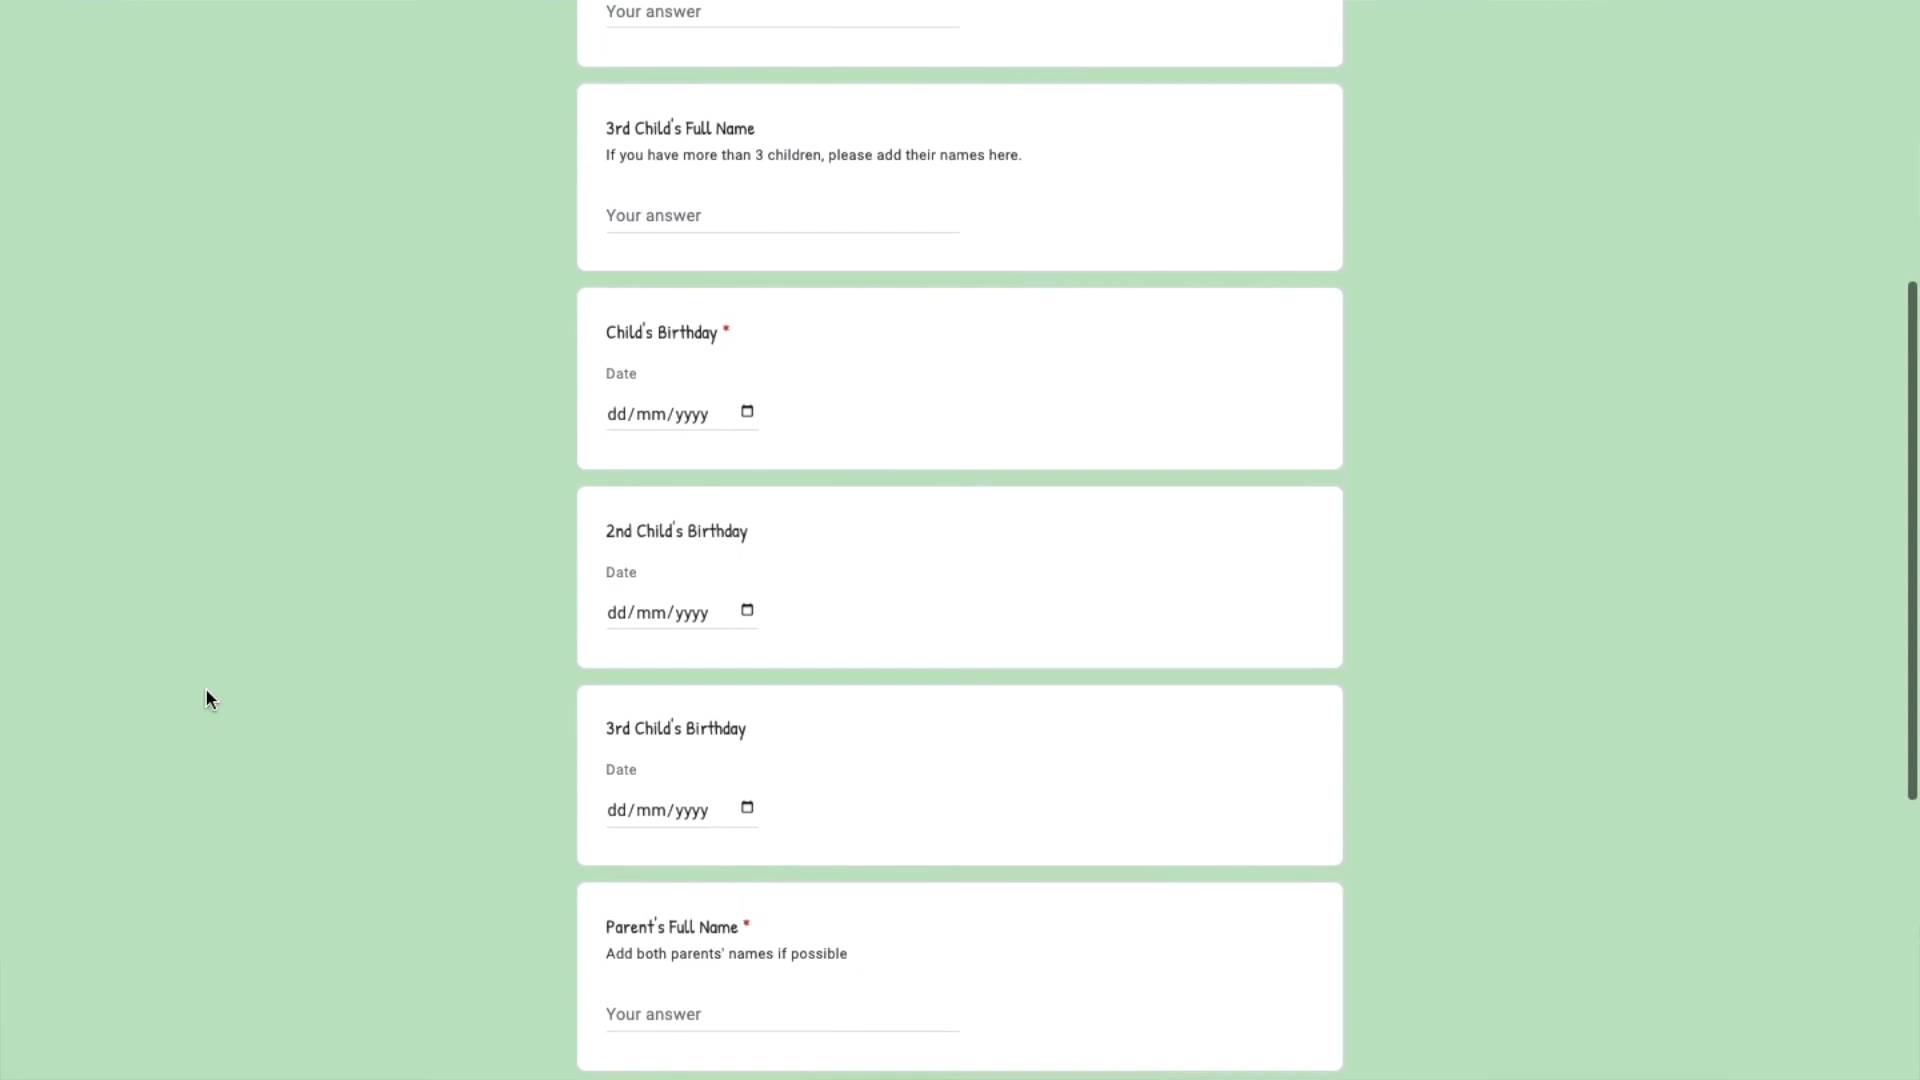 Your answer
3rd Child's Full Name
If you have more than 3 children, please add their names here.
Your answer
Child's Birthday *
Date
dd/mm/yyyy
2nd Child's Birthday
Date
dd/mm/yyyy
3rd Child's Birthday
Date
dd/mm/yyyy
Parent's Full Name *
Add both parents' names if possible
Your answer